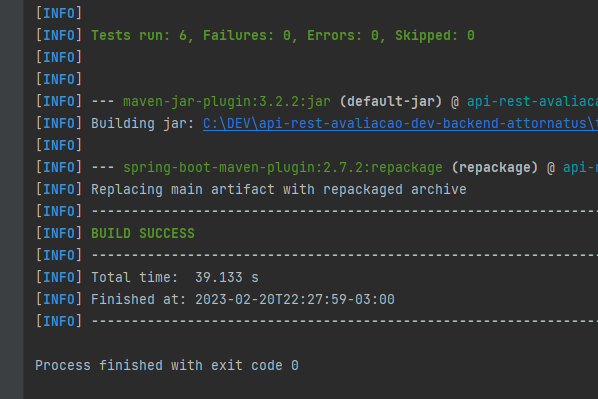 [INFO]
[INFO] Tests run: 6, Failures: 0, Errors: 0, Skipped: 0
[INFO]
[INFO]
[INFO] --- maven-jar-plugin:3.2.2:jar (default-jar) @ api-rest-avaliaca
[INFO] Building jar: C:\DEV\api-rest-avaliacao-dev-backend-attornatus\
[INFO]
[INFO] --- spring-boot-maven-plugin:2.7.2:repackage (repackage) @ api-
[INFO] Replacing main artifact with repackaged archive
[INFO] ----------------------------------------------------------------
[INFO] BUILD SUCCESS
[INFO] ----------------------------------------------------------------
[INFO] Total time:  39.133 s
[INFO] Finished at: 2023-02-20T22:27:59-03:00
[INFO] ----------------------------------------------------------------
Process finished with exit code 0